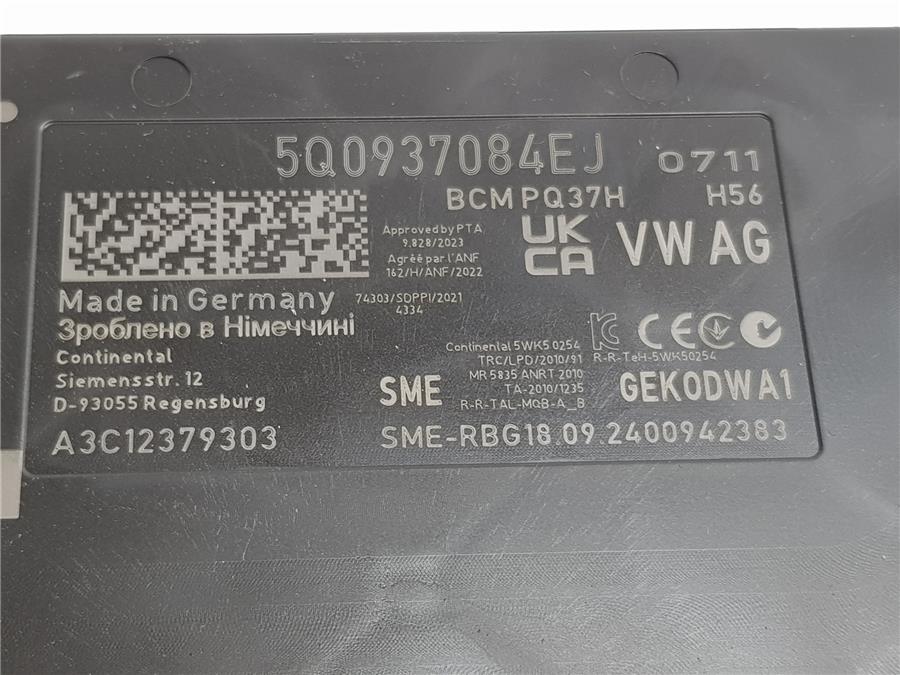 5Q0937084EJ 0711
BCM PQ37H H56
Approved by PTA
9.828/2023
Agréé par l'ANF
162/H/ANF/2022
UK
CA
VW AG
Made in Germany
74303/SDPPI/2021
4334
Зроблено в Німеччині
Continental
Siemensstr. 12
D-93055 Regensburg
Continental 5WK50254
TRC/LPD/2010/91
MR 5835 ANRT 2010
TA-2010/1235
R-R-TAL-MQB-A_B
CE
R-R-TeH-5WK50254
SME
GEKODWA1
A3C12379303
SME-RBG18.09.2400942383